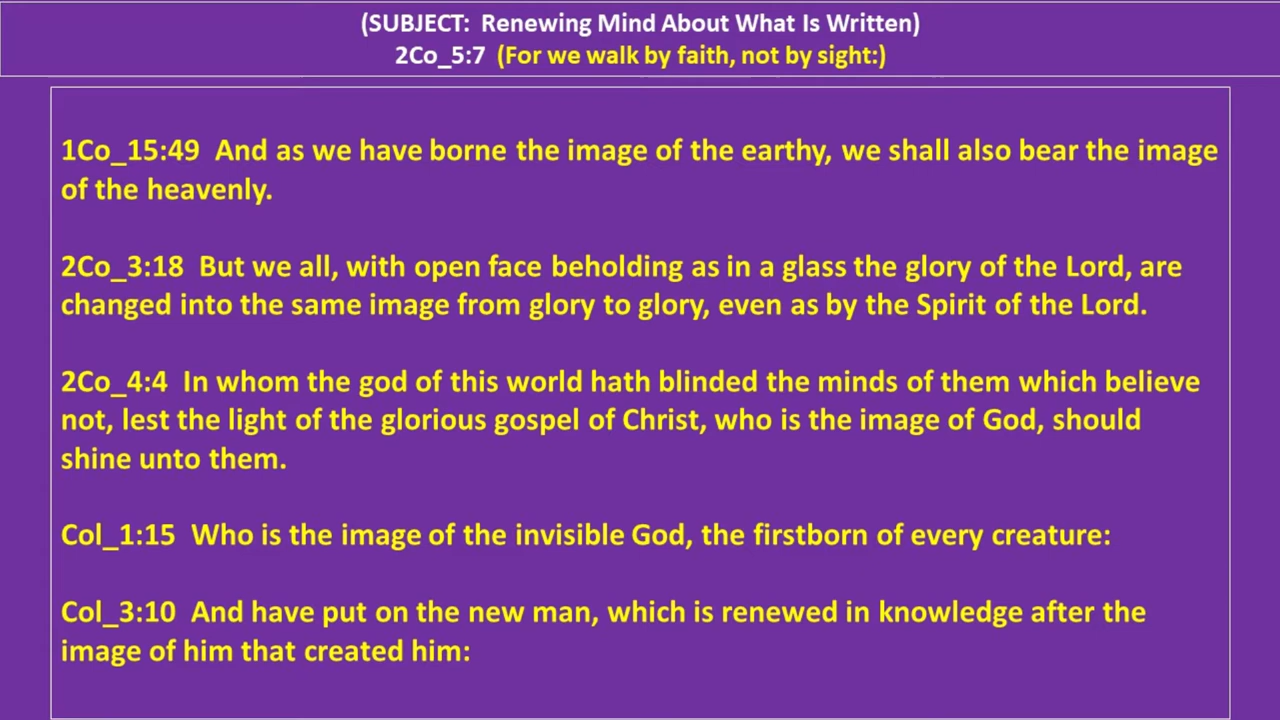 (SUBJECT:  Renewing Mind About What Is Written)
2Co_5:7  (For we walk by faith, not by sight:)
1Co_15:49  And as we have borne the image of the earthy, we shall also bear the image
of the heavenly.
2Co_3:18  But we all, with open face beholding as in a glass the glory of the Lord, are
changed into the same image from glory to glory, even as by the Spirit of the Lord.
2Co_4:4  In whom the god of this world hath blinded the minds of them which believe
not, lest the light of the glorious gospel of Christ, who is the image of God, should
shine unto them.
Col_1:15  Who is the image of the invisible God, the firstborn of every creature:
Col_3:10  And have put on the new man, which is renewed in knowledge after the
image of him that created him: